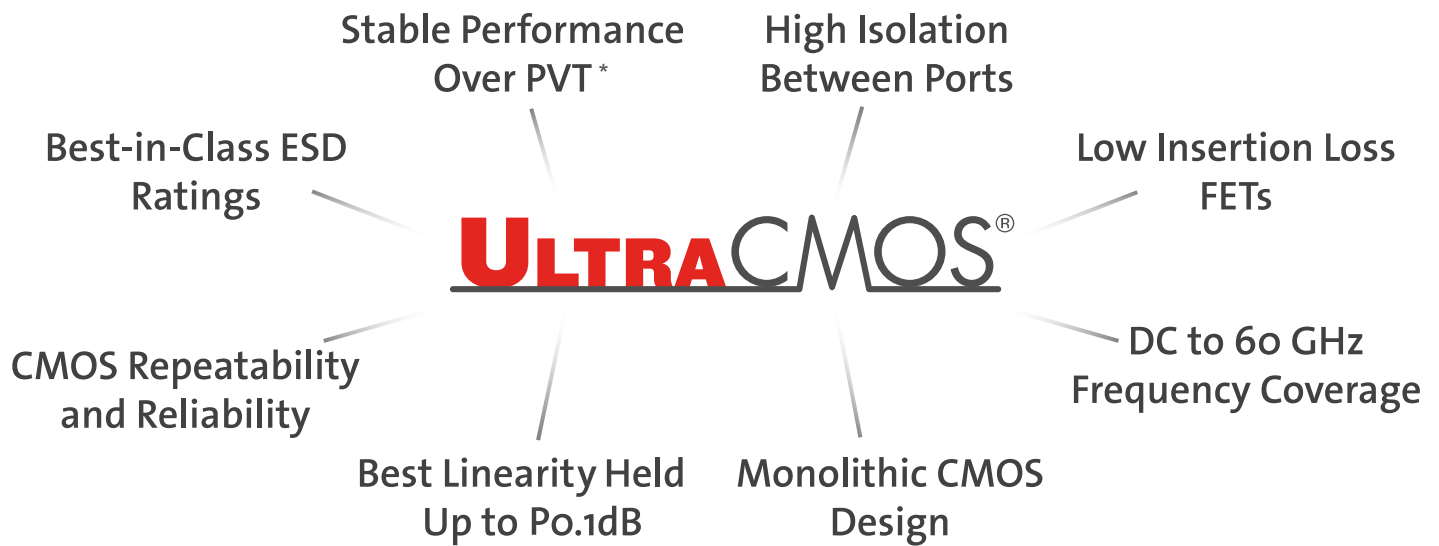 Stable Performance
Over PVT *
High Isolation
Between Ports
Best-in-Class ESD
Ratings
Low Insertion Loss
FETs
ULTRACMOS®
CMOS Repeatability
and Reliability
DC to 60 GHz
Frequency Coverage
Best Linearity Held
Up to P0.1dB
Monolithic CMOS
Design